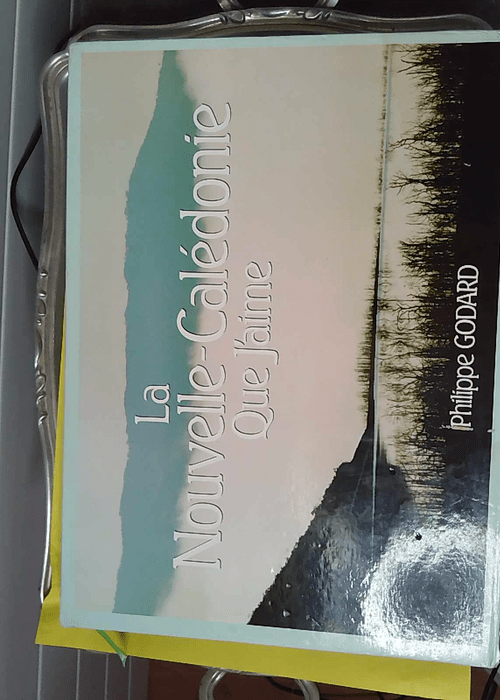 La
Nouvelle-Calédonie
Que J'aime
Philippe GODARD